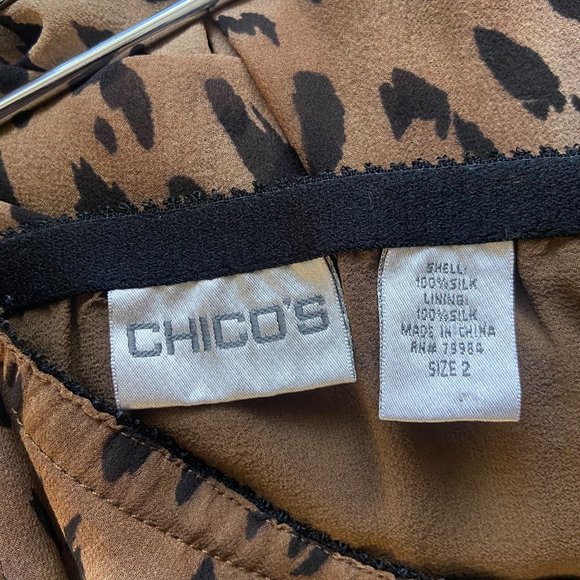 CHICO'S
SHELL:
100% SILK
LINING:
100% SILK
MADE IN CHINA
RN# 79984
SIZE 2